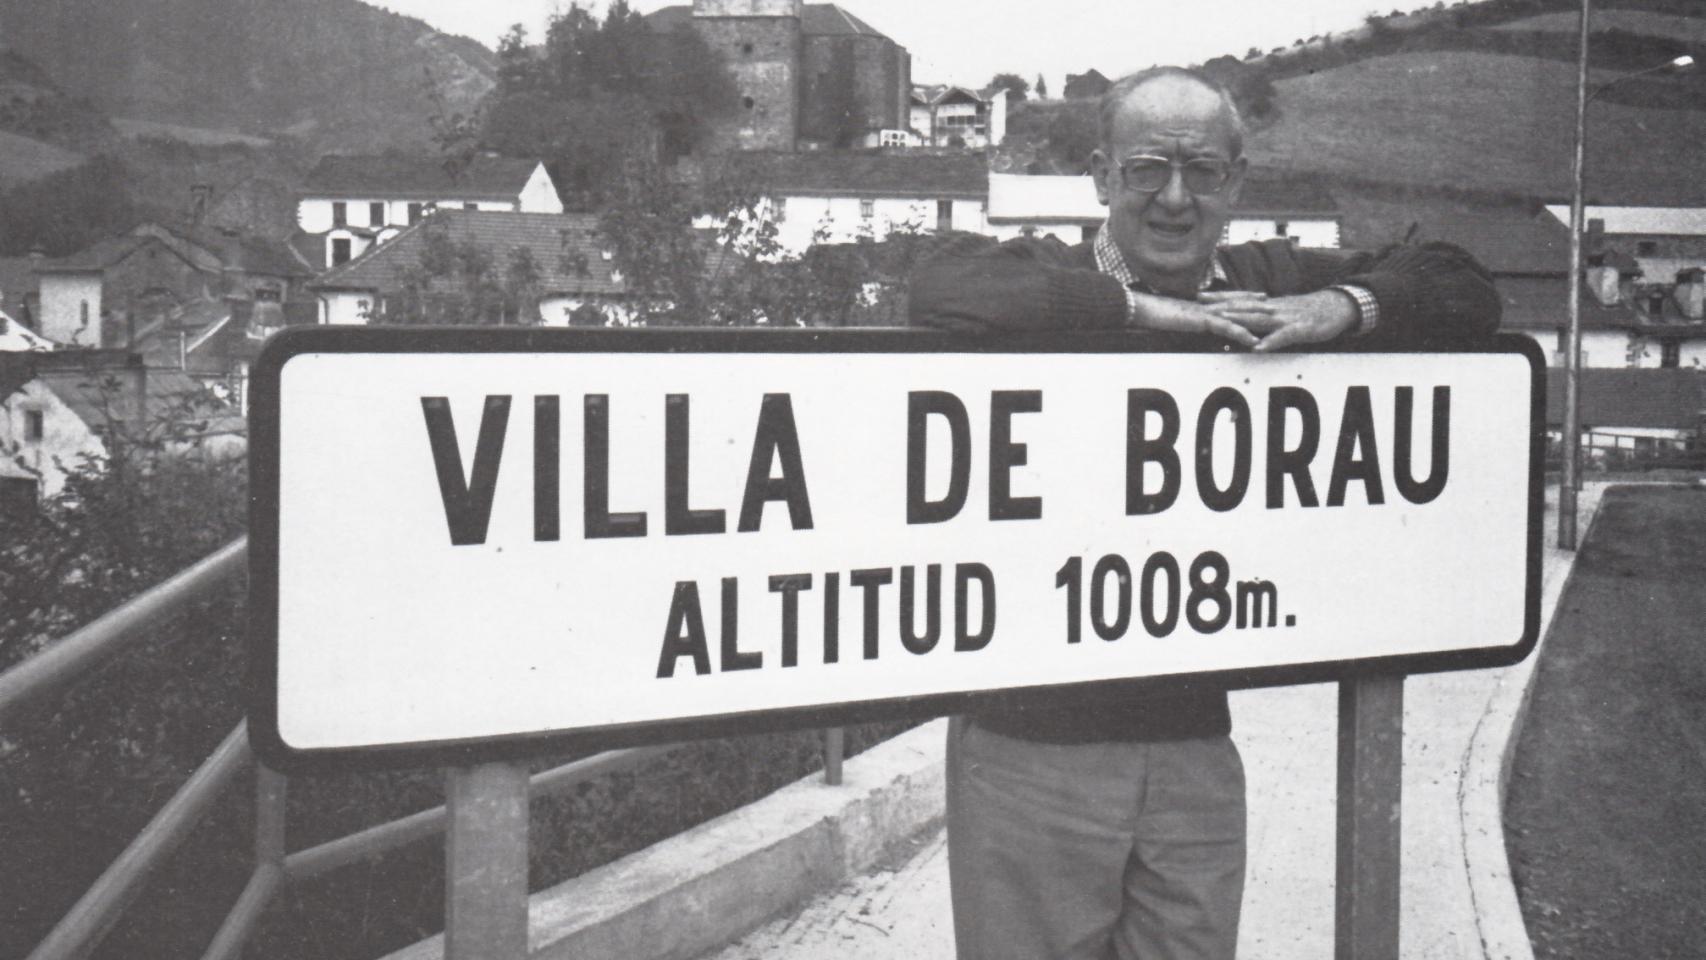 VILLA DE BORAU
ALTITUD 1008m.